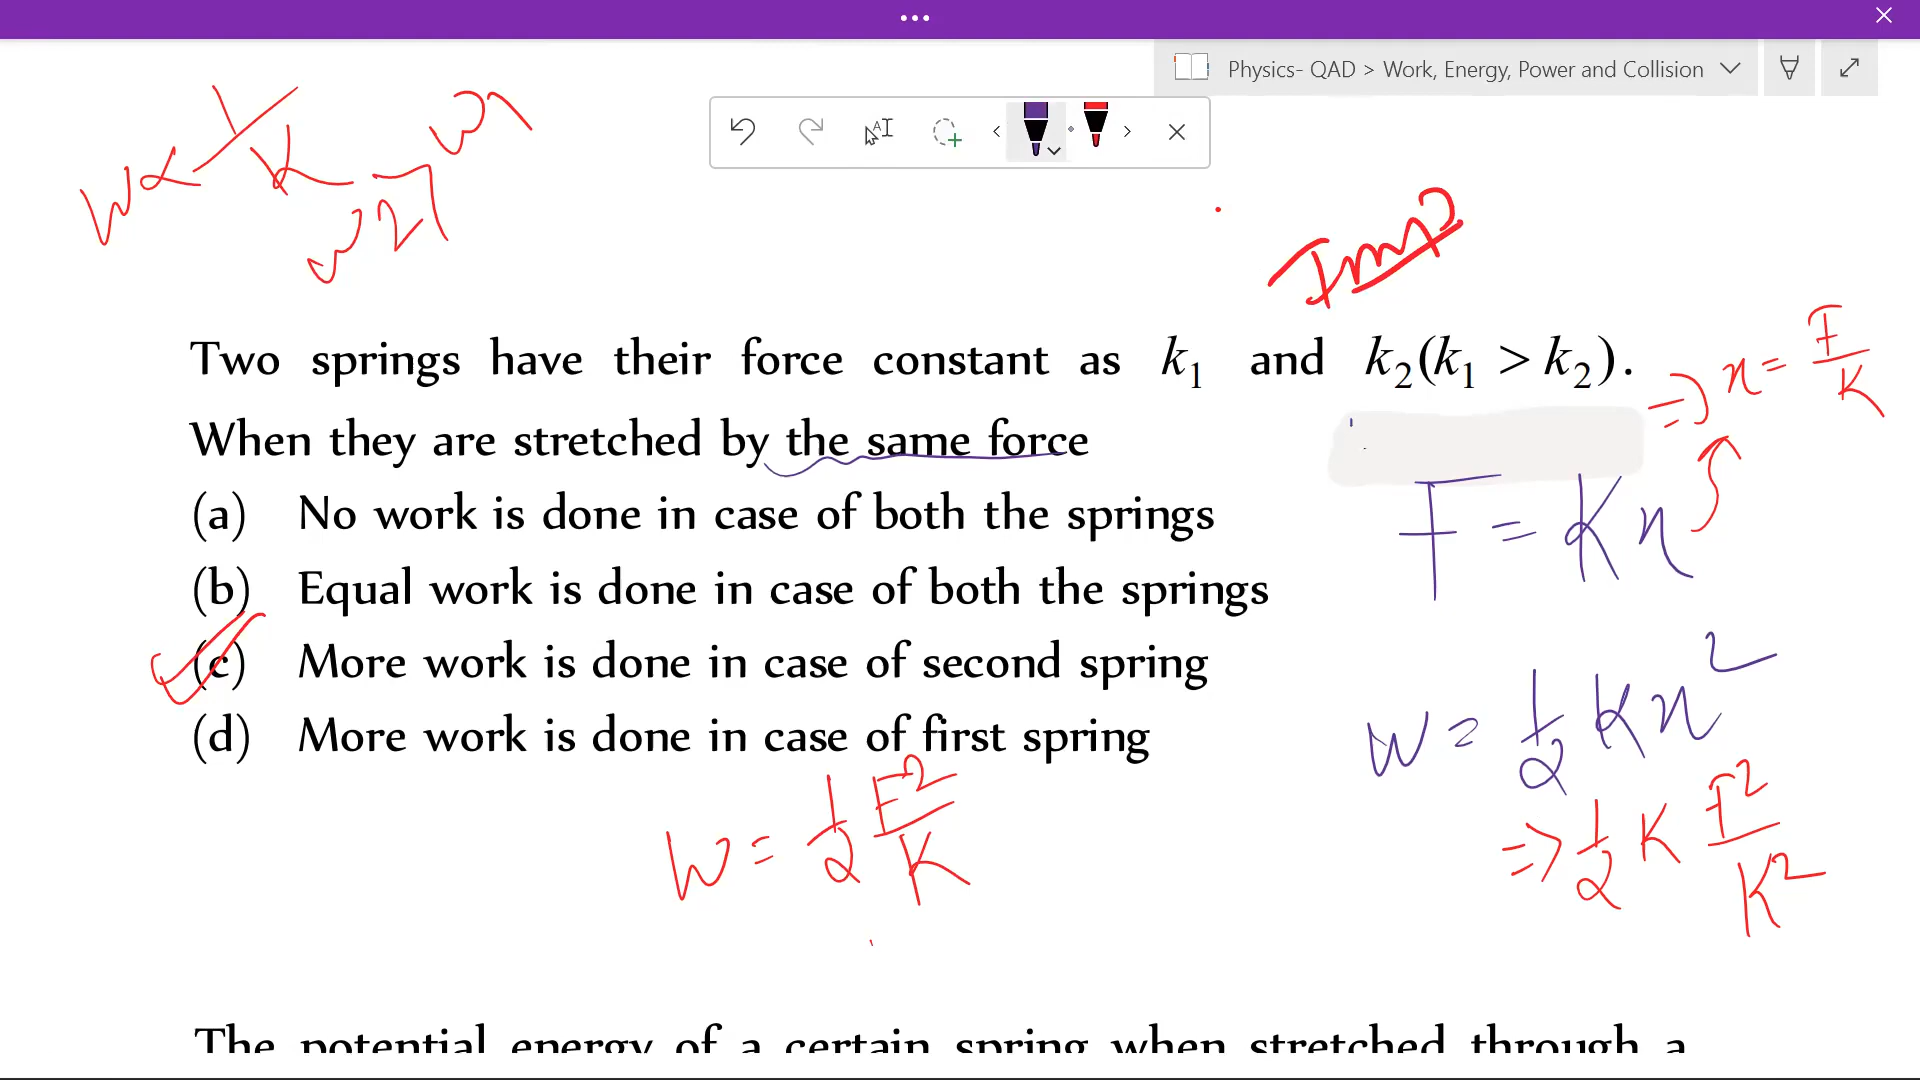 Physics- QAD > Work, Energy, Power and Collision
W ∝ 1/K
W2 > W1
Imp
Two springs have their force constant as k₁ and k₂(k₁ > k₂).
⇒ x = F/K
When they are stretched by the same force
F = Kx
(a) No work is done in case of both the springs
(b) Equal work is done in case of both the springs
(c) More work is done in case of second spring
(d) More work is done in case of first spring
W = 1/2 Kx²
⇒ 1/2 K F²/K²
W = 1/2 F²/K
The potential energy of a certain spring when stretched through a